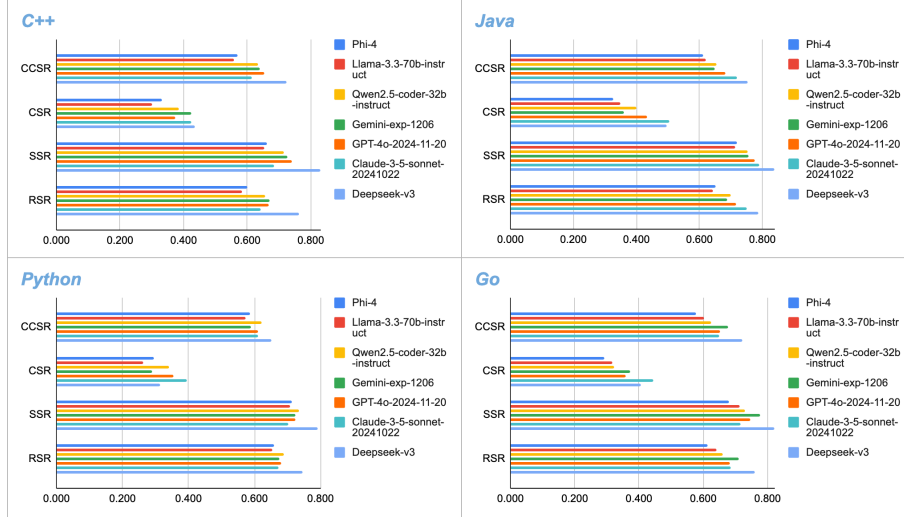 C++
CCSR
CSR
SSR
RSR
0.000
0.200
0.400
0.600
0.800
Phi-4
Llama-3.3-70b-instr
uct
Qwen2.5-coder-32b
-instruct
Gemini-exp-1206
GPT-4o-2024-11-20
Claude-3-5-sonnet-
20241022
Deepseek-v3
Java
CCSR
CSR
SSR
RSR
0.000
0.200
0.400
0.600
0.800
Phi-4
Llama-3.3-70b-instr
uct
Qwen2.5-coder-32b
-instruct
Gemini-exp-1206
GPT-4o-2024-11-20
Claude-3-5-sonnet-
20241022
Deepseek-v3
Python
CCSR
CSR
SSR
RSR
0.000
0.200
0.400
0.600
0.800
Phi-4
Llama-3.3-70b-instr
uct
Qwen2.5-coder-32b
-instruct
Gemini-exp-1206
GPT-4o-2024-11-20
Claude-3-5-sonnet-
20241022
Deepseek-v3
Go
CCSR
CSR
SSR
RSR
0.000
0.200
0.400
0.600
0.800
Phi-4
Llama-3.3-70b-instr
uct
Qwen2.5-coder-32b
-instruct
Gemini-exp-1206
GPT-4o-2024-11-20
Claude-3-5-sonnet-
20241022
Deepseek-v3